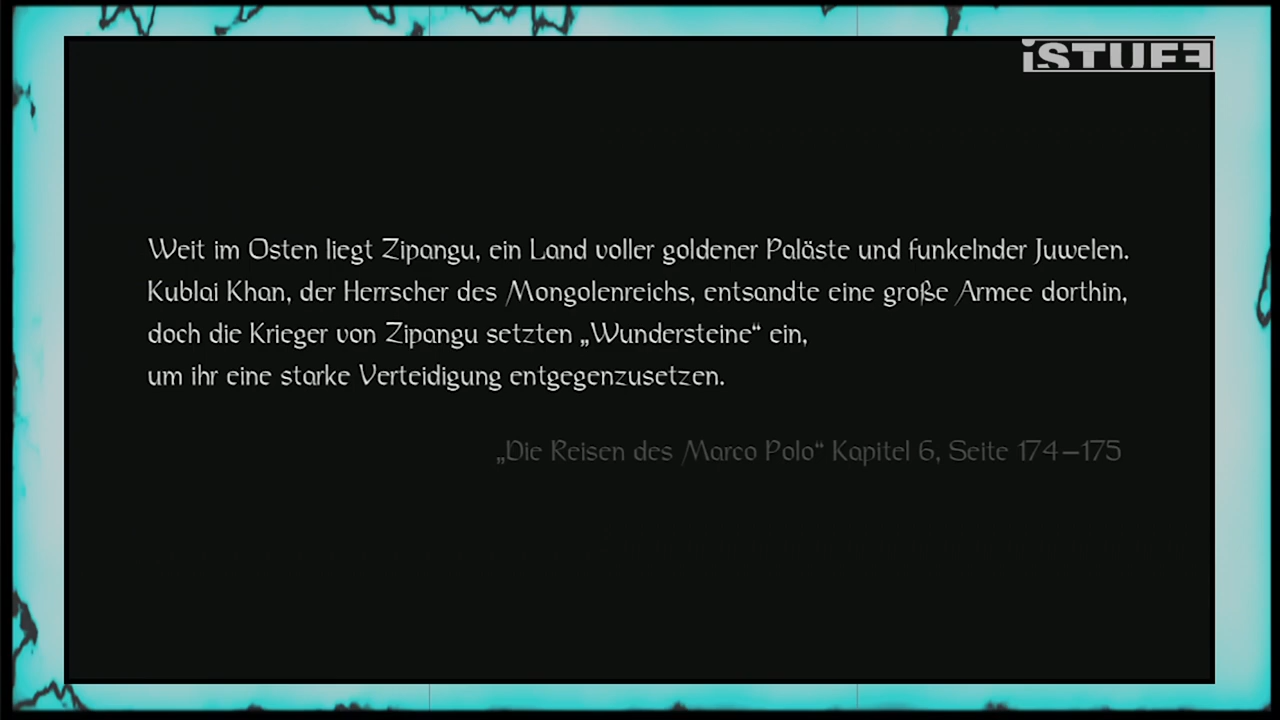 iSTUFF
Weit im Osten liegt Zipangu, ein Land voller goldener Paläste und funkelnder Juwelen.
Kublai Khan, der Herrscher des Mongolenreichs, entsandte eine große Armee dorthin,
doch die Krieger von Zipangu setzten „Wundersteine“ ein,
um ihr eine starke Verteidigung entgegenzusetzen.
„Die Reisen des Marco Polo“ Kapitel 6, Seite 174–175